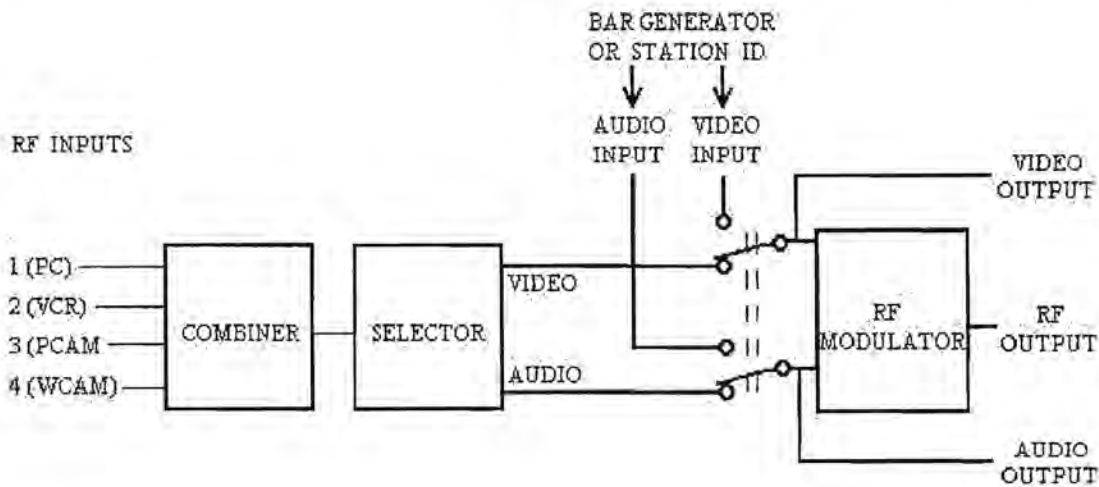 BAR GENERATOR
OR STATION ID
AUDIO
INPUT
VIDEO
INPUT
RF INPUTS
VIDEO
OUTPUT
1 (PC)
2 (VCR)
3 (PCAM
4 (WCAM)
COMBINER
SELECTOR
VIDEO
AUDIO
RF
MODULATOR
RF
OUTPUT
AUDIO
OUTPUT